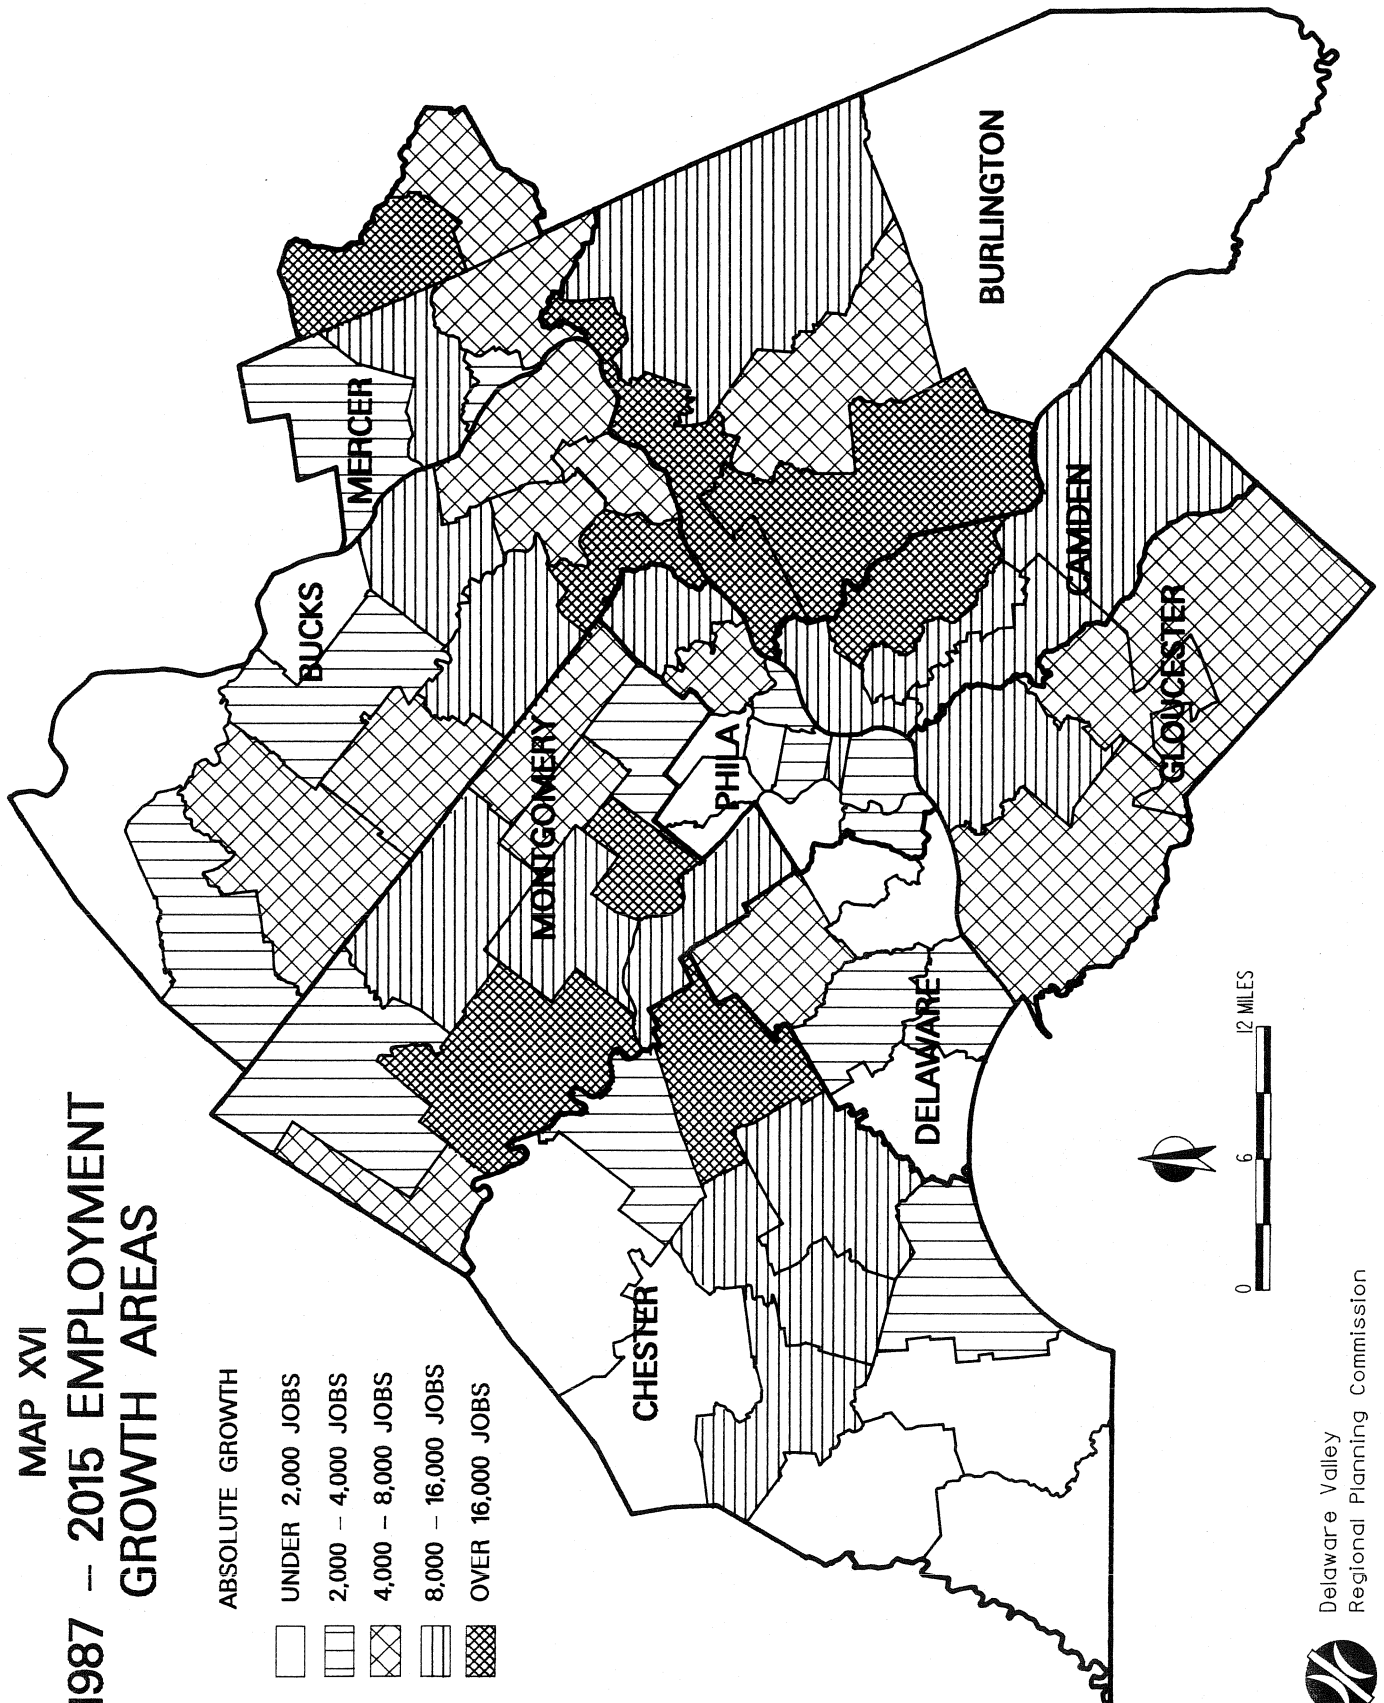 MAP XVI
1987 – 2015 EMPLOYMENT
GROWTH AREAS
ABSOLUTE GROWTH
UNDER 2,000 JOBS
2,000 – 4,000 JOBS
4,000 – 8,000 JOBS
8,000 – 16,000 JOBS
OVER 16,000 JOBS
BUCKS
MERCER
MONTGOMERY
PHILA
CHESTER
DELAWARE
BURLINGTON
CAMDEN
GLOUCESTER
0 6 12 MILES
Delaware Valley
Regional Planning Commission